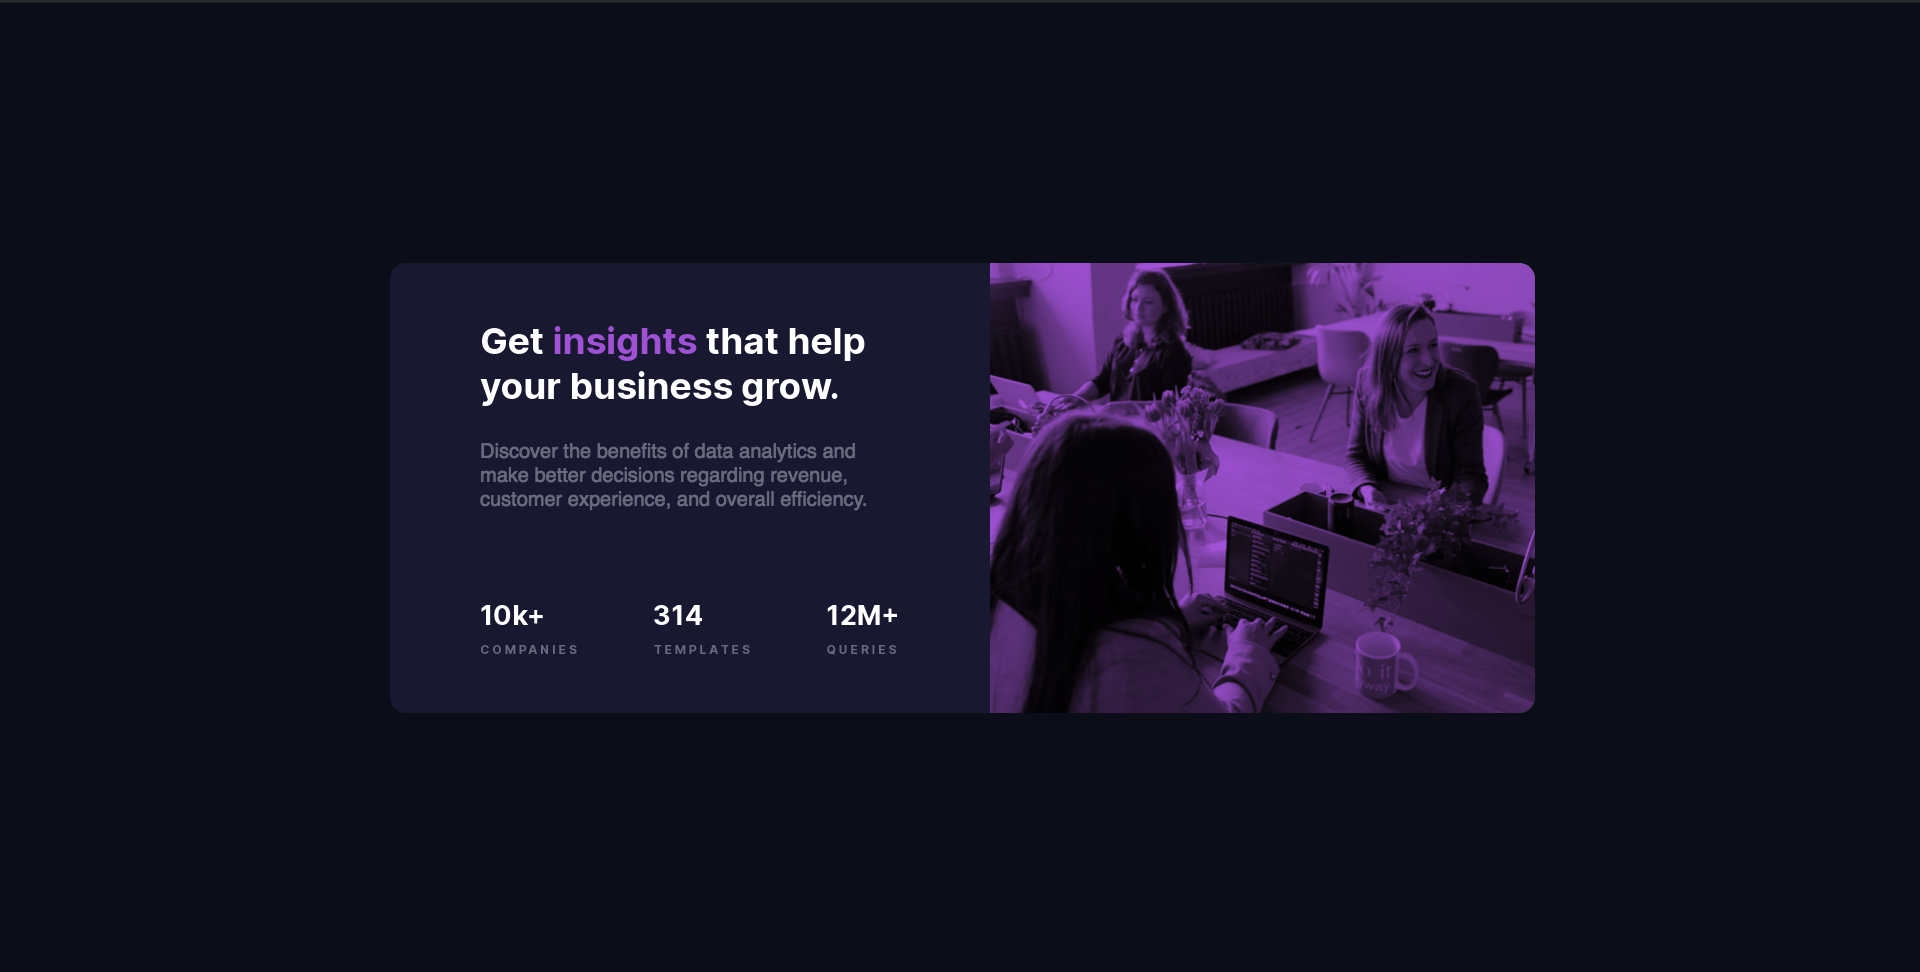 Get insights that help
your business grow.
Discover the benefits of data analytics and
make better decisions regarding revenue,
customer experience, and overall efficiency.
10k+ 314 12M+
COMPANIES TEMPLATES QUERIES